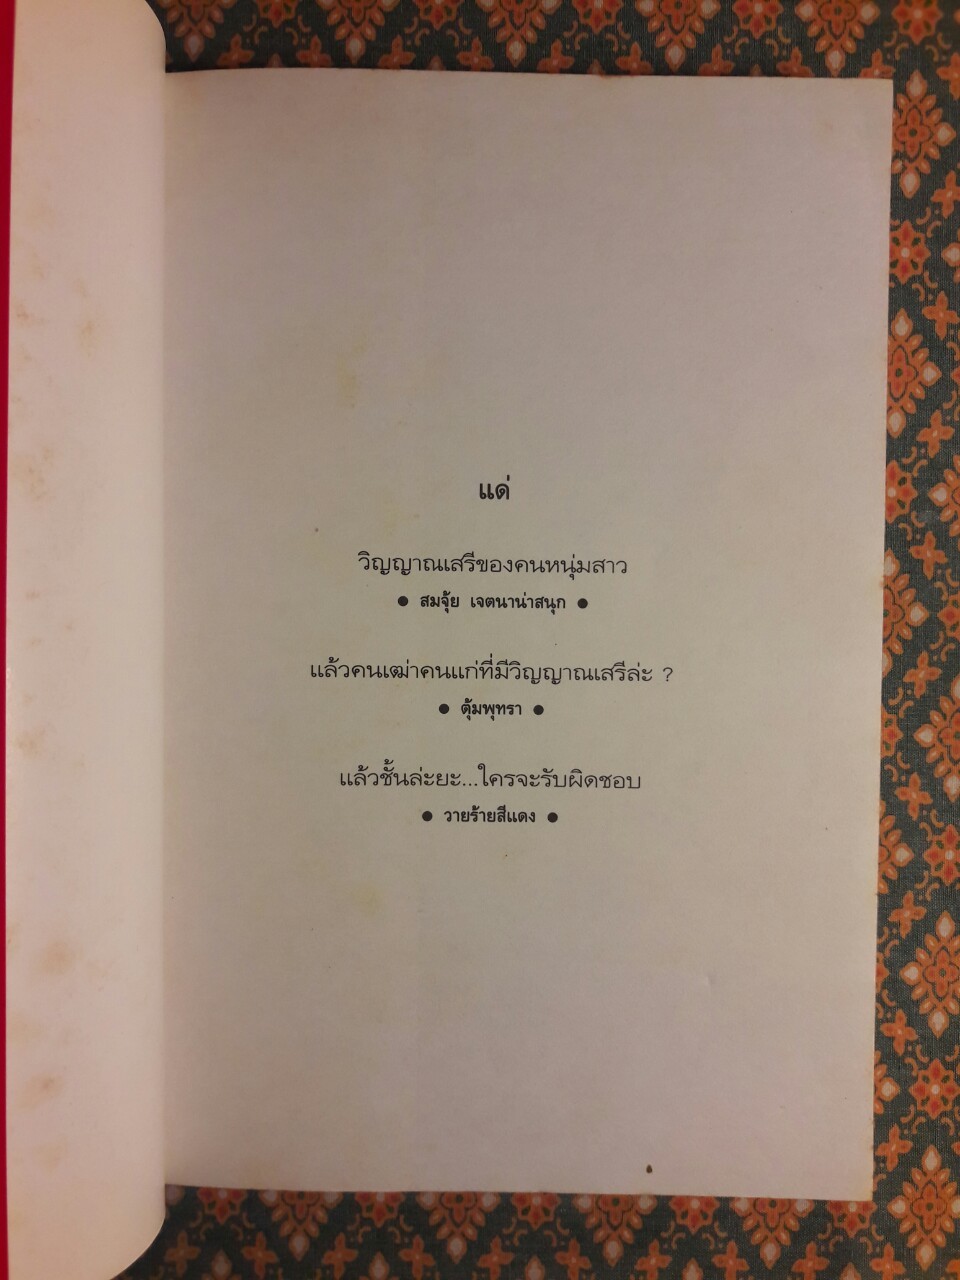 แด่
วิญญาณเสรีของคนหนุ่มสาว
● สมจุ้ย เจตนาน่าสนุก ●
แล้วคนเฒ่าคนแก่ที่มีวิญญาณเสรีล่ะ ?
● ตุ้มพุทรา ●
แล้วชั้นล่ะยะ...ใครจะรับผิดชอบ
● วายร้ายสีแดง ●